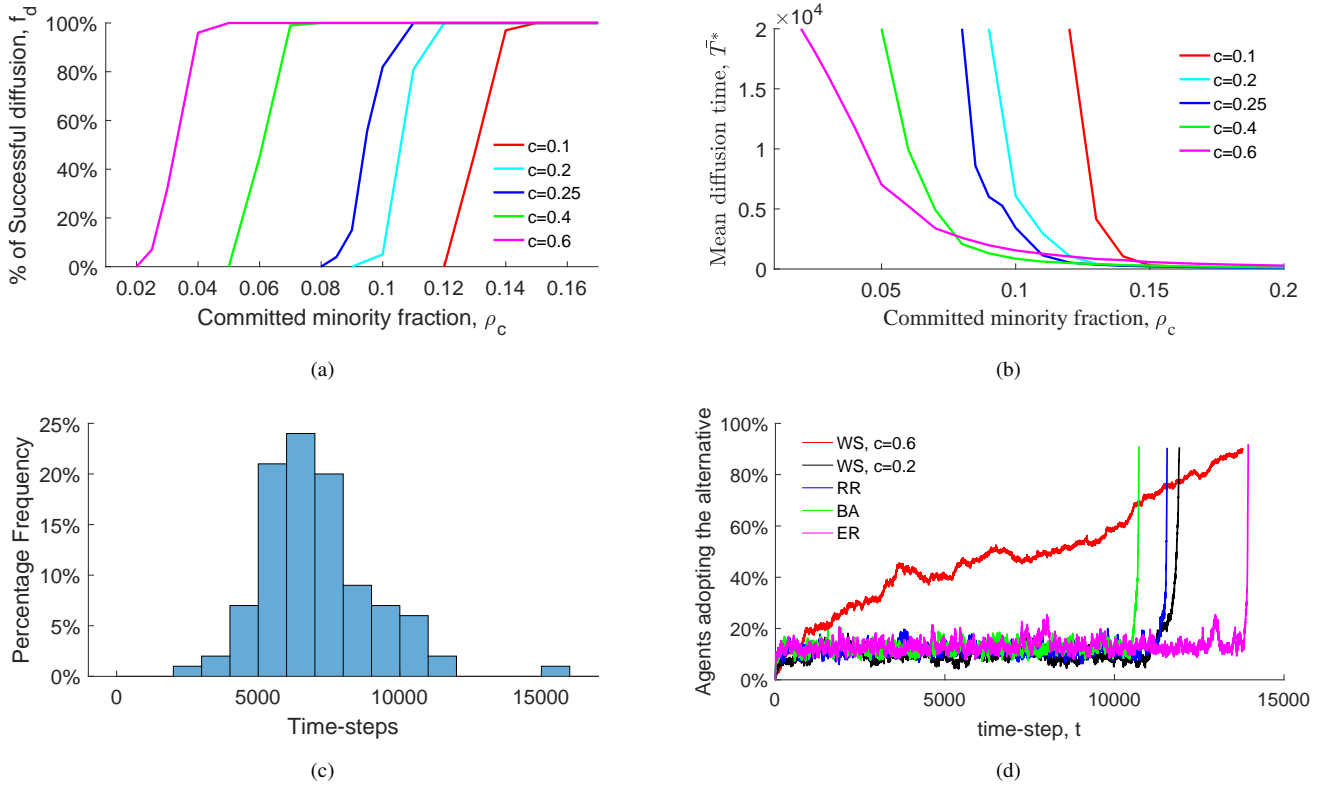 100%
80%
60%
40%
20%
0%
% of Successful diffusion, f_d
0.02 0.04 0.06 0.08 0.1 0.12 0.14 0.16
Committed minority fraction, ρ_c
c=0.1
c=0.2
c=0.25
c=0.4
c=0.6
(a)
×10^4
2
1.5
1
0.5
0
Mean diffusion time, T̄*
0.05 0.1 0.15 0.2
Committed minority fraction, ρ_c
c=0.1
c=0.2
c=0.25
c=0.4
c=0.6
(b)
25%
20%
15%
10%
5%
0%
Percentage Frequency
0 5000 10000 15000
Time-steps
(c)
100%
80%
60%
40%
20%
0%
Agents adopting the alternative
0 5000 10000 15000
time-step, t
WS, c=0.6
WS, c=0.2
RR
BA
ER
(d)